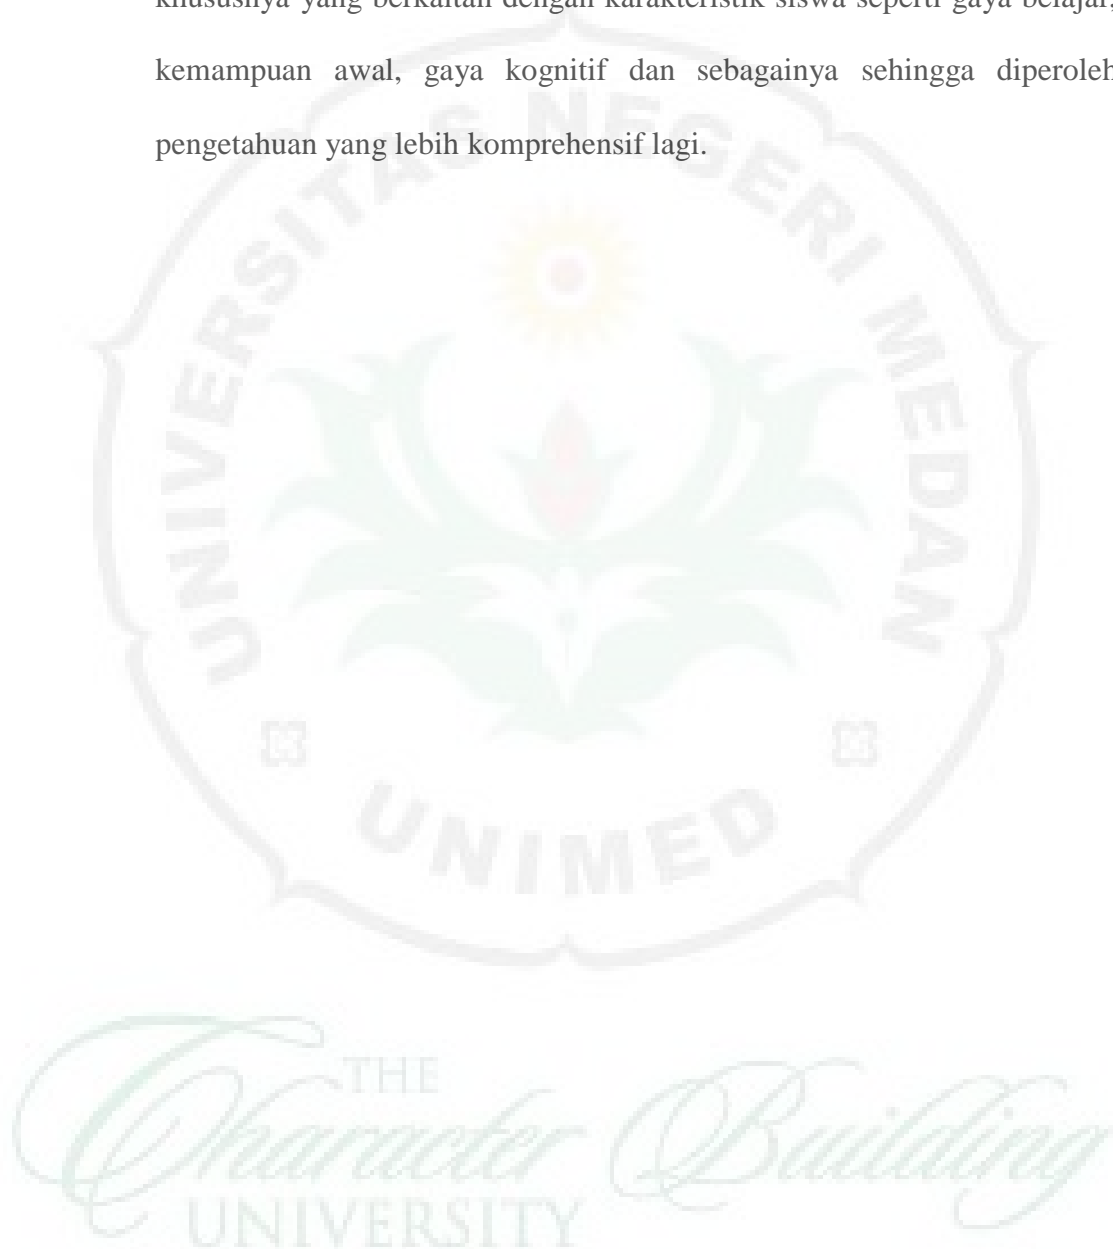 khususnya yang berkaitan dengan karakteristik siswa seperti gaya belajar,
kemampuan awal, gaya kognitif dan sebagainya sehingga diperoleh
pengetahuan yang lebih komprehensif lagi.
UNIVERSITAS NEGERI MEDAN
UNIMED
THE
Character Building
UNIVERSITY